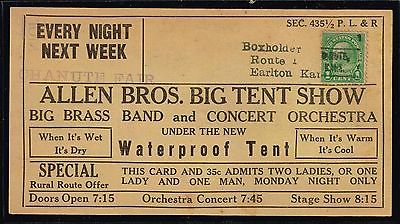 EVERY NIGHT
NEXT WEEK
SEC. 435½ P. L. & R
Boxholder
Route 1
Earlton Kan
CHANUTE FAIR
ALLEN BROS. BIG TENT SHOW
BIG BRASS BAND and CONCERT ORCHESTRA
UNDER THE NEW
Waterproof Tent
When It's Wet
It's Dry
When It's Warm
It's Cool
SPECIAL
Rural Route Offer
THIS CARD AND 35c ADMITS TWO LADIES, OR ONE
LADY AND ONE MAN, MONDAY NIGHT ONLY
Doors Open 7:15
Orchestra Concert 7:45
Stage Show 8:15